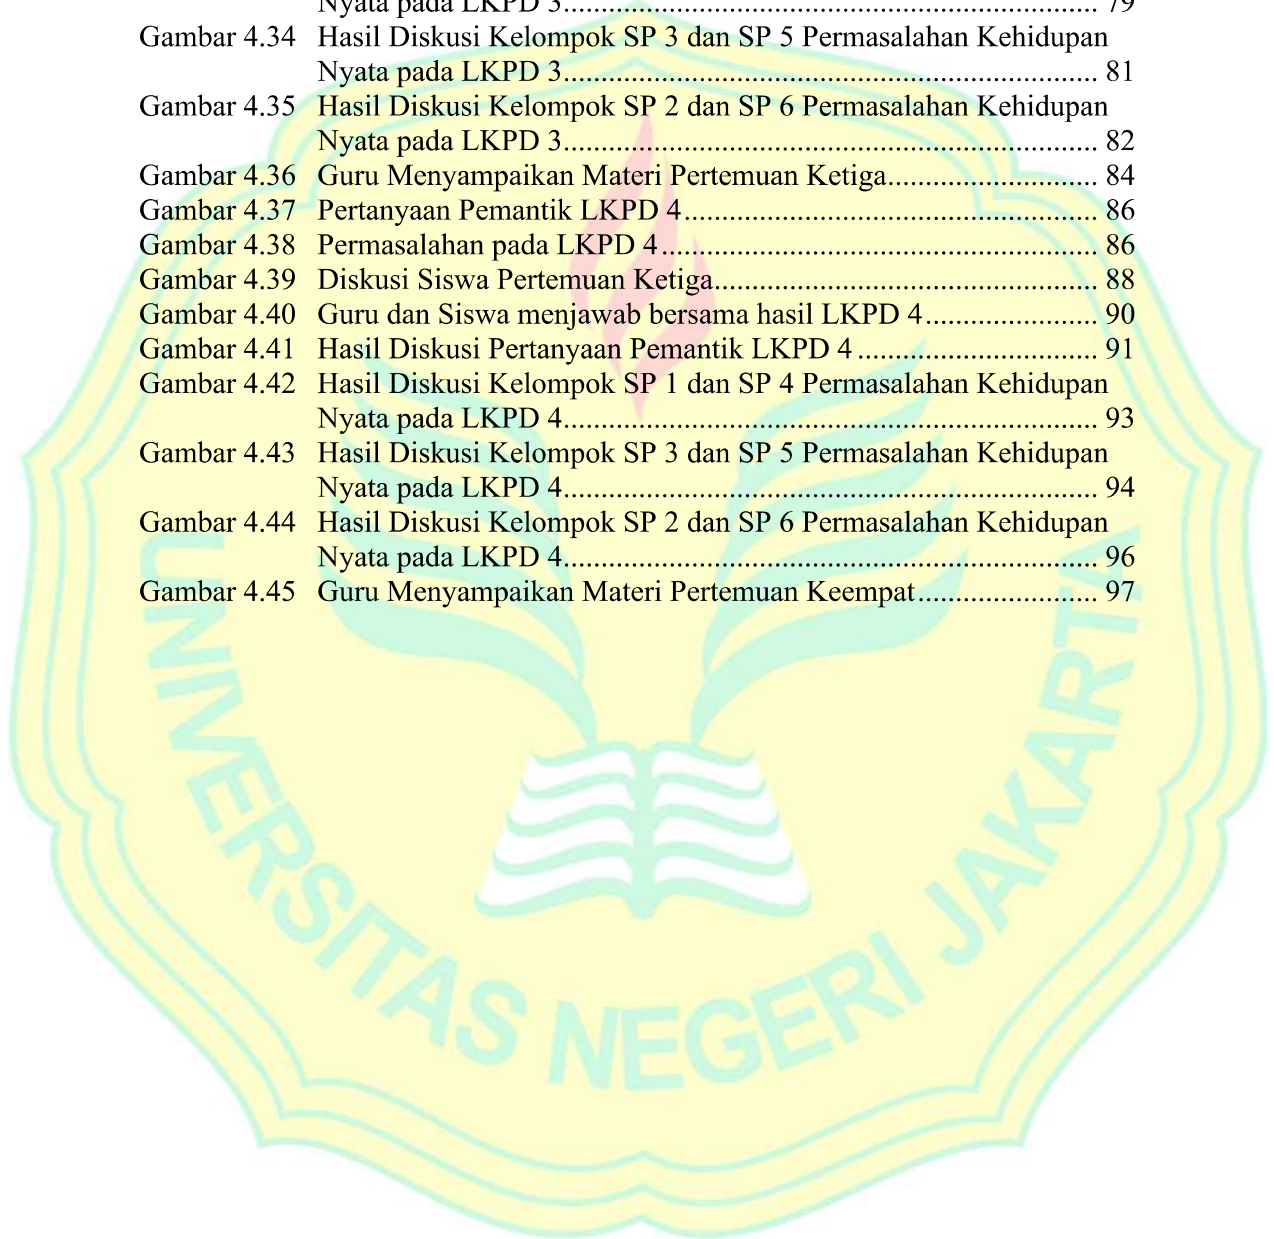 Nyata pada LKPD 3.................................................................... 79
Gambar 4.34 Hasil Diskusi Kelompok SP 3 dan SP 5 Permasalahan Kehidupan
Nyata pada LKPD 3.................................................................... 81
Gambar 4.35 Hasil Diskusi Kelompok SP 2 dan SP 6 Permasalahan Kehidupan
Nyata pada LKPD 3.................................................................... 82
Gambar 4.36 Guru Menyampaikan Materi Pertemuan Ketiga........................... 84
Gambar 4.37 Pertanyaan Pemantik LKPD 4..................................................... 86
Gambar 4.38 Permasalahan pada LKPD 4........................................................ 86
Gambar 4.39 Diskusi Siswa Pertemuan Ketiga................................................. 88
Gambar 4.40 Guru dan Siswa menjawab bersama hasil LKPD 4...................... 90
Gambar 4.41 Hasil Diskusi Pertanyaan Pemantik LKPD 4............................... 91
Gambar 4.42 Hasil Diskusi Kelompok SP 1 dan SP 4 Permasalahan Kehidupan
Nyata pada LKPD 4.................................................................... 93
Gambar 4.43 Hasil Diskusi Kelompok SP 3 dan SP 5 Permasalahan Kehidupan
Nyata pada LKPD 4.................................................................... 94
Gambar 4.44 Hasil Diskusi Kelompok SP 2 dan SP 6 Permasalahan Kehidupan
Nyata pada LKPD 4.................................................................... 96
Gambar 4.45 Guru Menyampaikan Materi Pertemuan Keempat....................... 97
UNIVERSITAS NEGERI JAKARTA